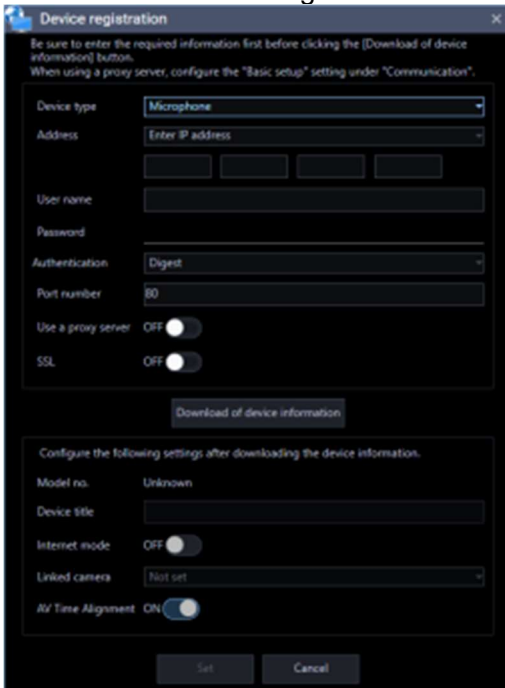 Device registration
Be sure to enter the required information first before clicking the [Download of device
information] button.
When using a proxy server, configure the "Basic setup" setting under "Communication".
Device type Microphone
Address Enter IP address
User name
Password
Authentication Digest
Port number 80
Use a proxy server OFF
SSL OFF
Download of device information
Configure the following settings after downloading the device information.
Model no. Unknown
Device title
Internet mode OFF
Linked camera Not set
AV Time Alignment ON
Set Cancel